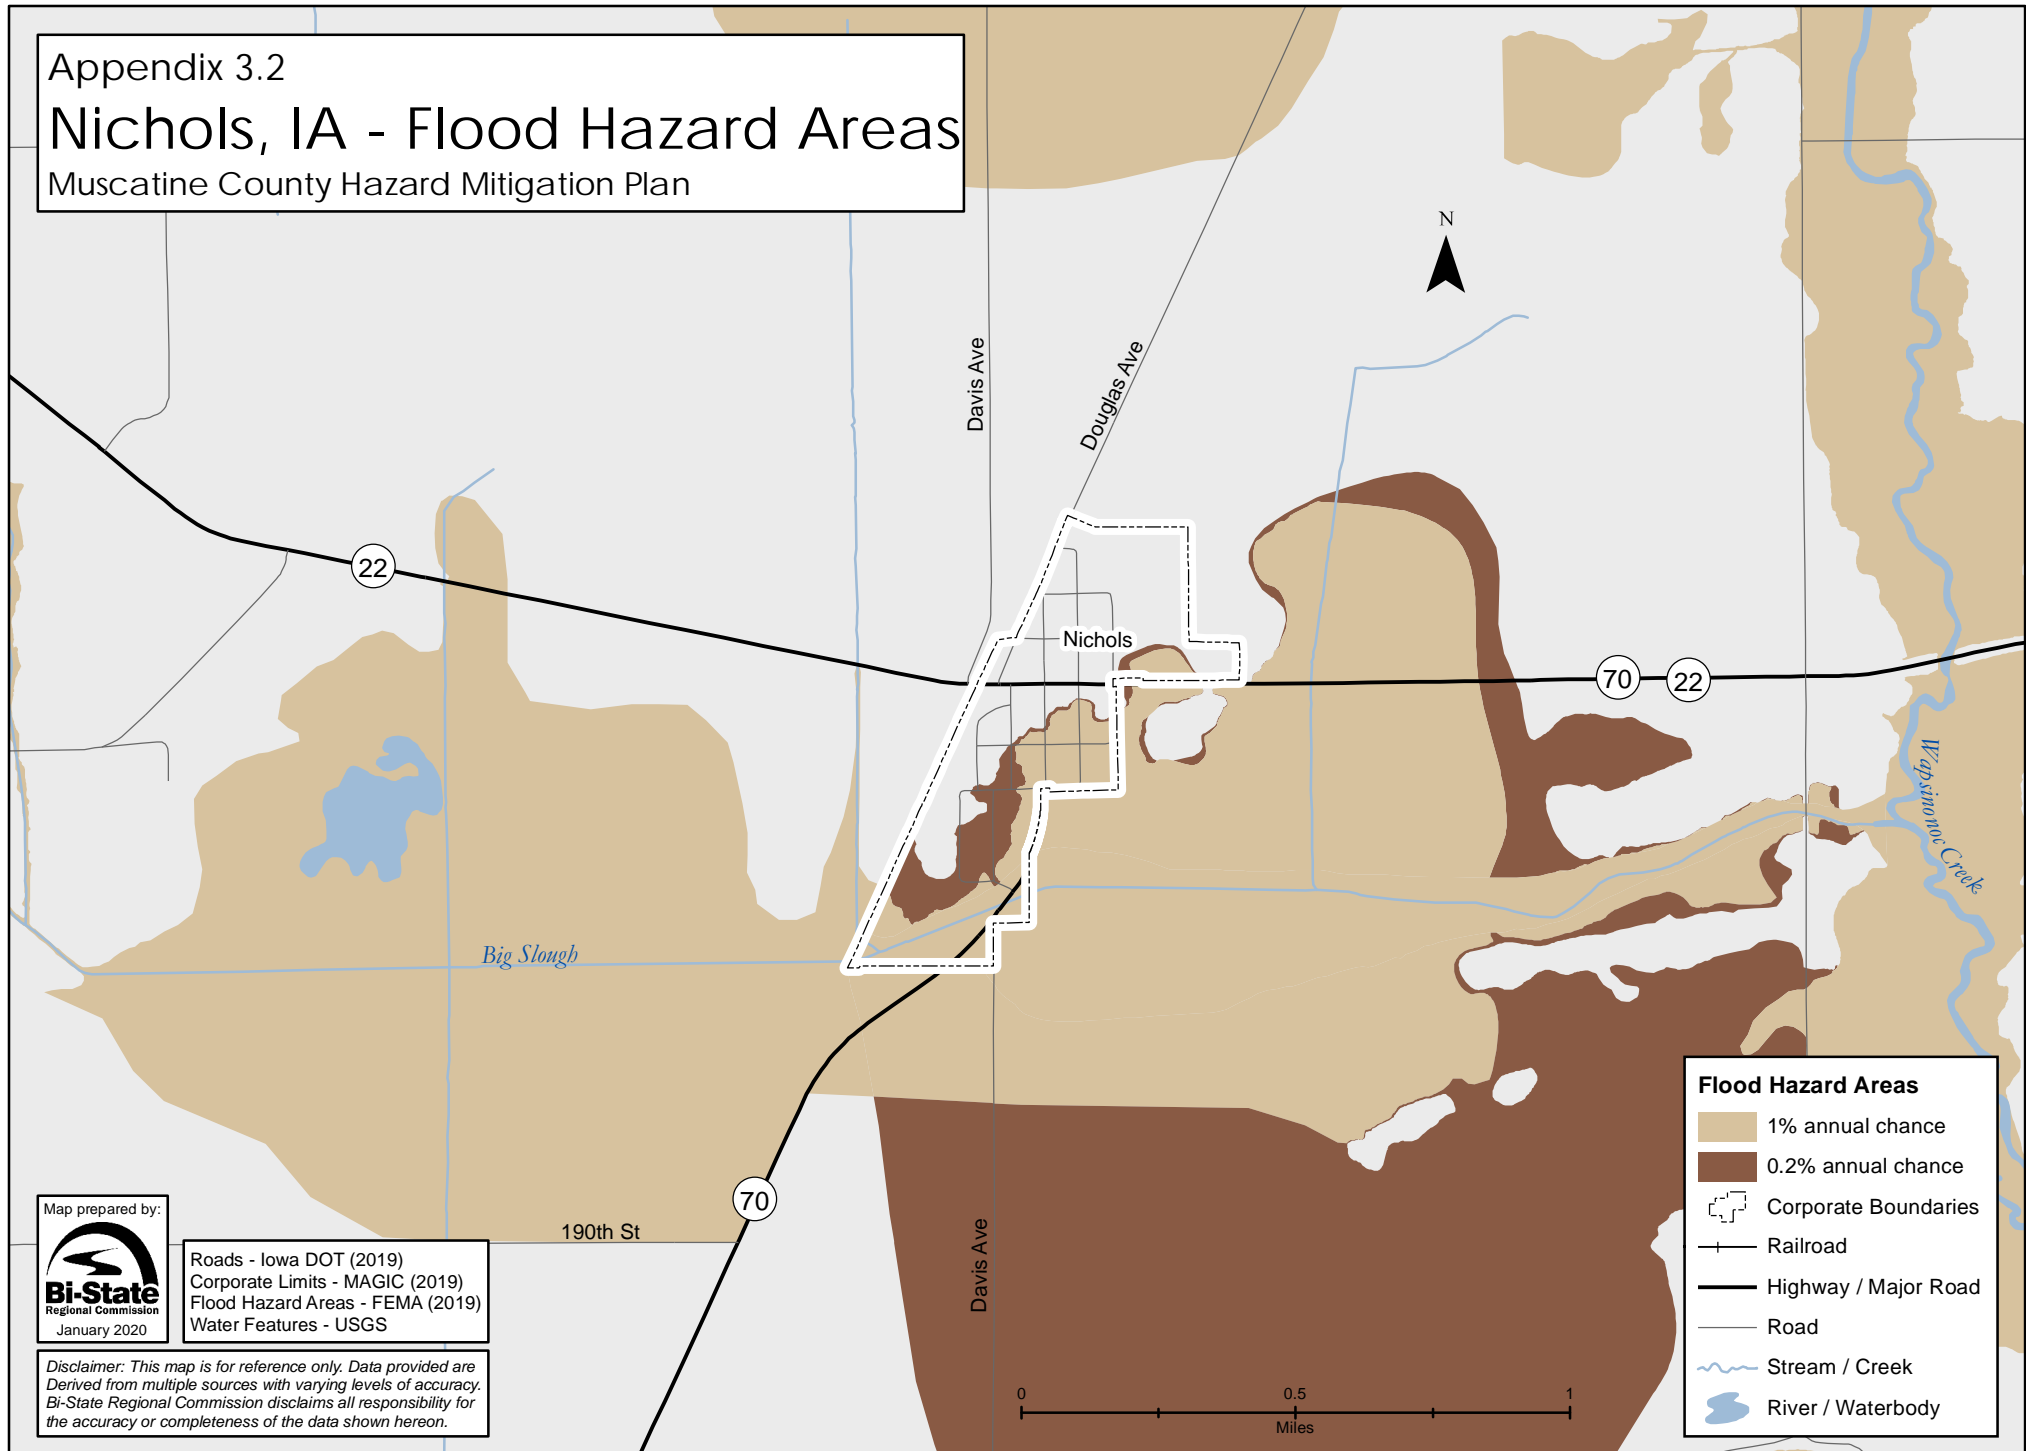 Appendix 3.2
Nichols, IA - Flood Hazard Areas
Muscatine County Hazard Mitigation Plan
N
Davis Ave
Douglas Ave
22
Nichols
70
22
Wapsinonoc Creek
Big Slough
70
190th St
Davis Ave
Map prepared by:
Bi-State
Regional Commission
January 2020
Roads - Iowa DOT (2019)
Corporate Limits - MAGIC (2019)
Flood Hazard Areas - FEMA (2019)
Water Features - USGS
Disclaimer: This map is for reference only. Data provided are
Derived from multiple sources with varying levels of accuracy.
Bi-State Regional Commission disclaims all responsibility for
the accuracy or completeness of the data shown hereon.
0 0.5 1
Miles
Flood Hazard Areas
1% annual chance
0.2% annual chance
Corporate Boundaries
Railroad
Highway / Major Road
Road
Stream / Creek
River / Waterbody